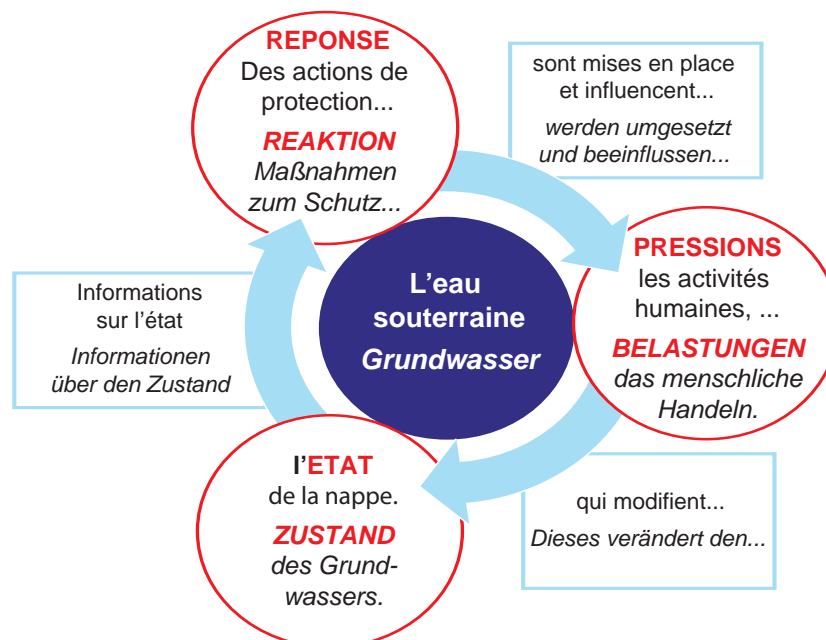 REPONSE
Des actions de
protection...
REAKTION
Maßnahmen
zum Schutz...
sont mises en place
et influencent...
werden umgesetzt
und beeinflussen...
PRESSIONS
les activités
humaines, ...
BELASTUNGEN
das menschliche
Handeln.
L'eau
souterraine
Grundwasser
Informations
sur l'état
Informationen
über den Zustand
l'ETAT
de la nappe.
ZUSTAND
des Grund-
wassers.
qui modifient...
Dieses verändert den...